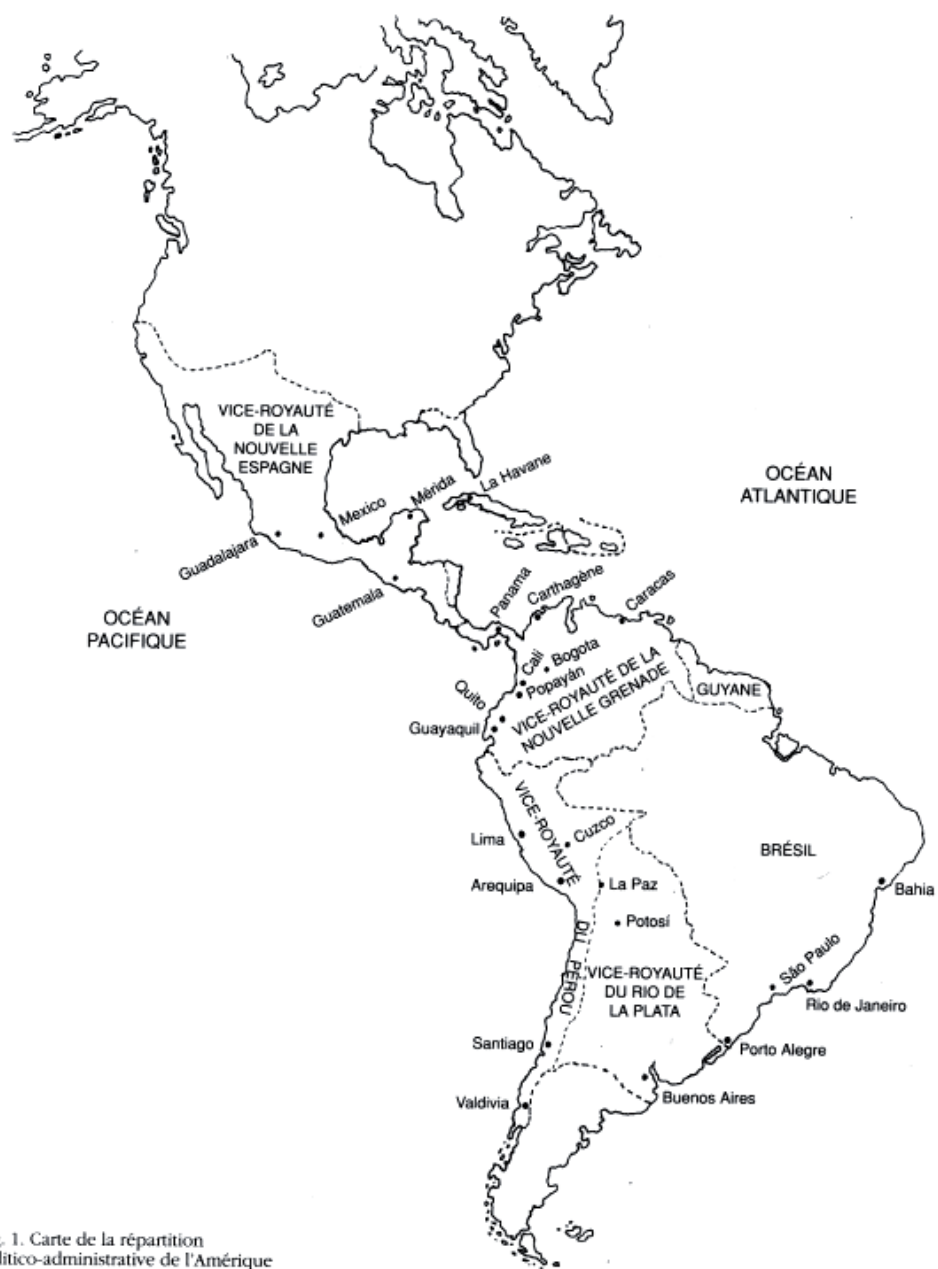 VICE-ROYAUTÉ
DE LA
NOUVELLE
ESPAGNE
OCÉAN
ATLANTIQUE
La Havane
Mérida
Mexico
Guadalajara
Guatemala
OCÉAN
PACIFIQUE
Panama
Carthagène
Caracas
Cali
Bogota
Popayán
Quito
Guayaquil
VICE-ROYAUTÉ DE LA
NOUVELLE GRENADE
GUYANE
VICE-ROYAUTÉ
DU PÉROU
Lima
Cuzco
BRÉSIL
Arequipa
La Paz
Bahia
Potosí
VICE-ROYAUTÉ
DU RIO DE
LA PLATA
São Paulo
Rio de Janeiro
Santiago
Porto Alegre
Valdivia
Buenos Aires
. 1. Carte de la répartition
litico-administrative de l'Amérique